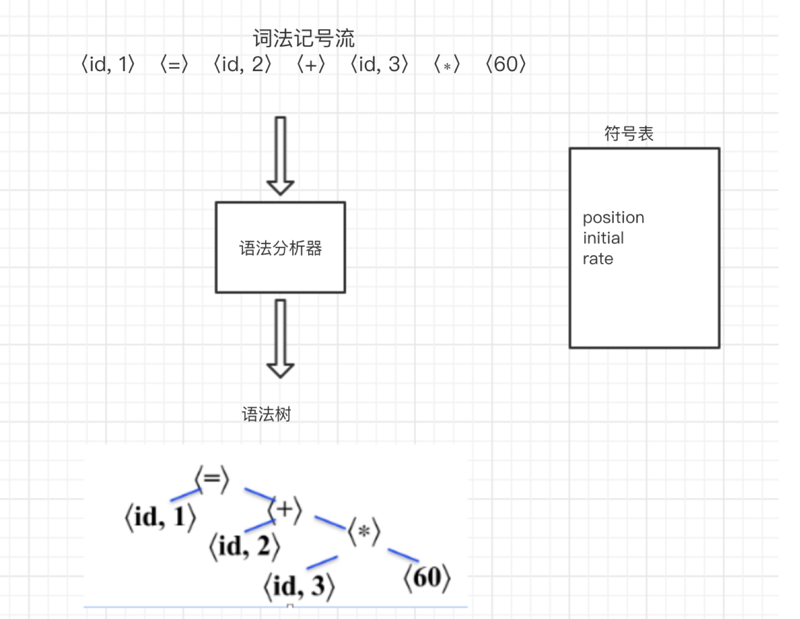 词法记号流
〈id, 1〉 〈=〉 〈id, 2〉 〈+〉 〈id, 3〉 〈*〉 〈60〉
符号表
position
initial
rate
语法分析器
语法树
〈=〉
〈id, 1〉 〈+〉
〈id, 2〉 〈*〉
〈id, 3〉 〈60〉